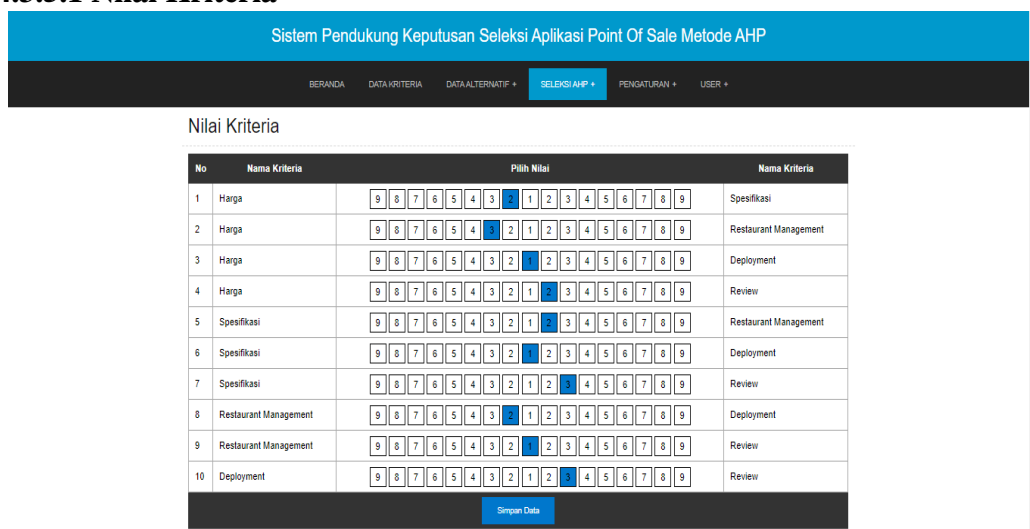 Sistem Pendukung Keputusan Seleksi Aplikasi Point Of Sale Metode AHP
BERANDA DATA KRITERIA DATA ALTERNATIF + SELEKSI AHP + PENGATURAN + USER +
Nilai Kriteria
No Nama Kriteria Pilih Nilai Nama Kriteria
1 Harga 9 8 7 6 5 4 3 2 1 2 3 4 5 6 7 8 9 Spesifikasi
2 Harga 9 8 7 6 5 4 3 2 1 2 3 4 5 6 7 8 9 Restaurant Management
3 Harga 9 8 7 6 5 4 3 2 1 2 3 4 5 6 7 8 9 Deployment
4 Harga 9 8 7 6 5 4 3 2 1 2 3 4 5 6 7 8 9 Review
5 Spesifikasi 9 8 7 6 5 4 3 2 1 2 3 4 5 6 7 8 9 Restaurant Management
6 Spesifikasi 9 8 7 6 5 4 3 2 1 2 3 4 5 6 7 8 9 Deployment
7 Spesifikasi 9 8 7 6 5 4 3 2 1 2 3 4 5 6 7 8 9 Review
8 Restaurant Management 9 8 7 6 5 4 3 2 1 2 3 4 5 6 7 8 9 Deployment
9 Restaurant Management 9 8 7 6 5 4 3 2 1 2 3 4 5 6 7 8 9 Review
10 Deployment 9 8 7 6 5 4 3 2 1 2 3 4 5 6 7 8 9 Review
Simpan Data